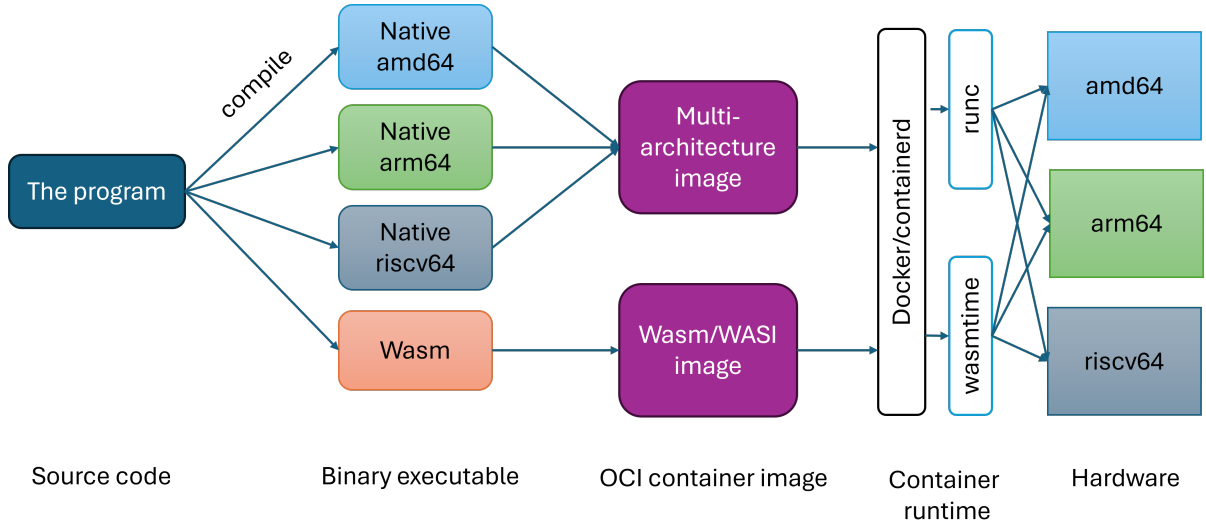 The program
compile
Native
amd64
Native
arm64
Native
riscv64
Wasm
Multi-
architecture
image
Wasm/WASI
image
Docker/containerd
runc
wasmtime
amd64
arm64
riscv64
Source code
Binary executable
OCI container image
Container
runtime
Hardware